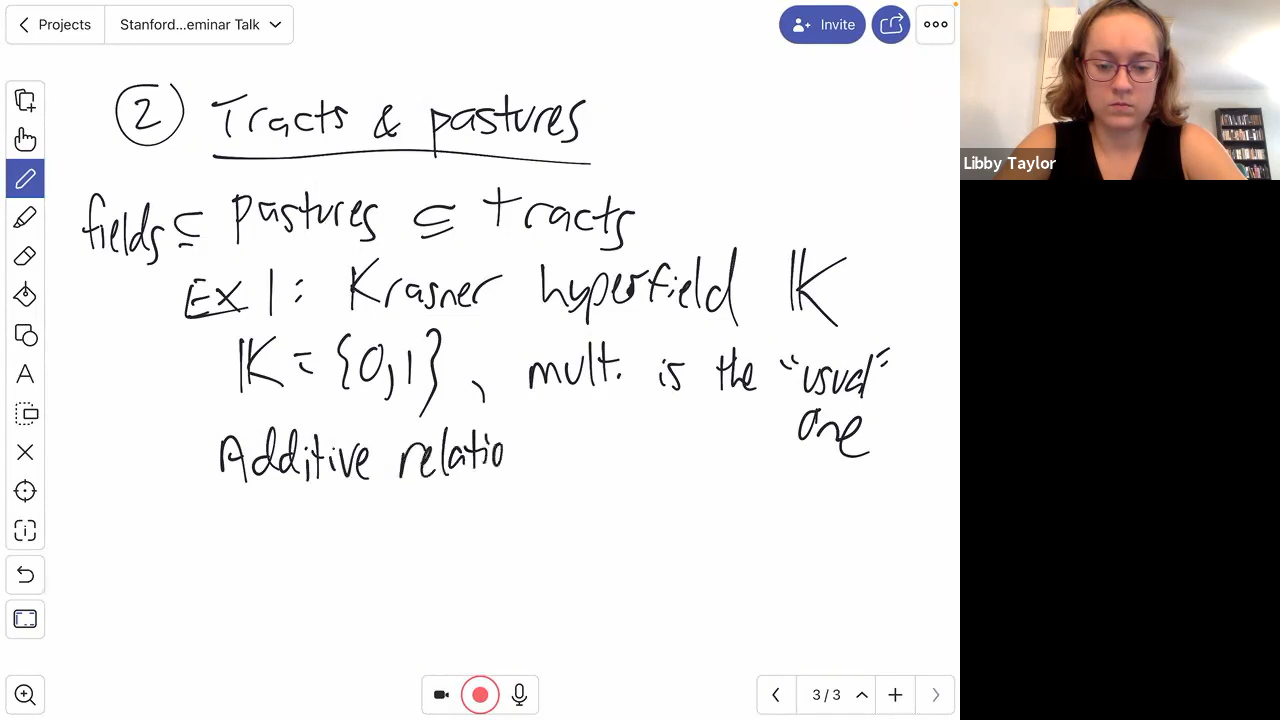 Projects
Stanford...eminar Talk
Invite
② Tracts & pastures
fields ⊆ pastures ⊆ tracts
Ex 1: Krasner hyperfield 𝕂
𝕂 = {0,1}, mult. is the "usual"
one
Additive relatio
Libby Taylor
3/3